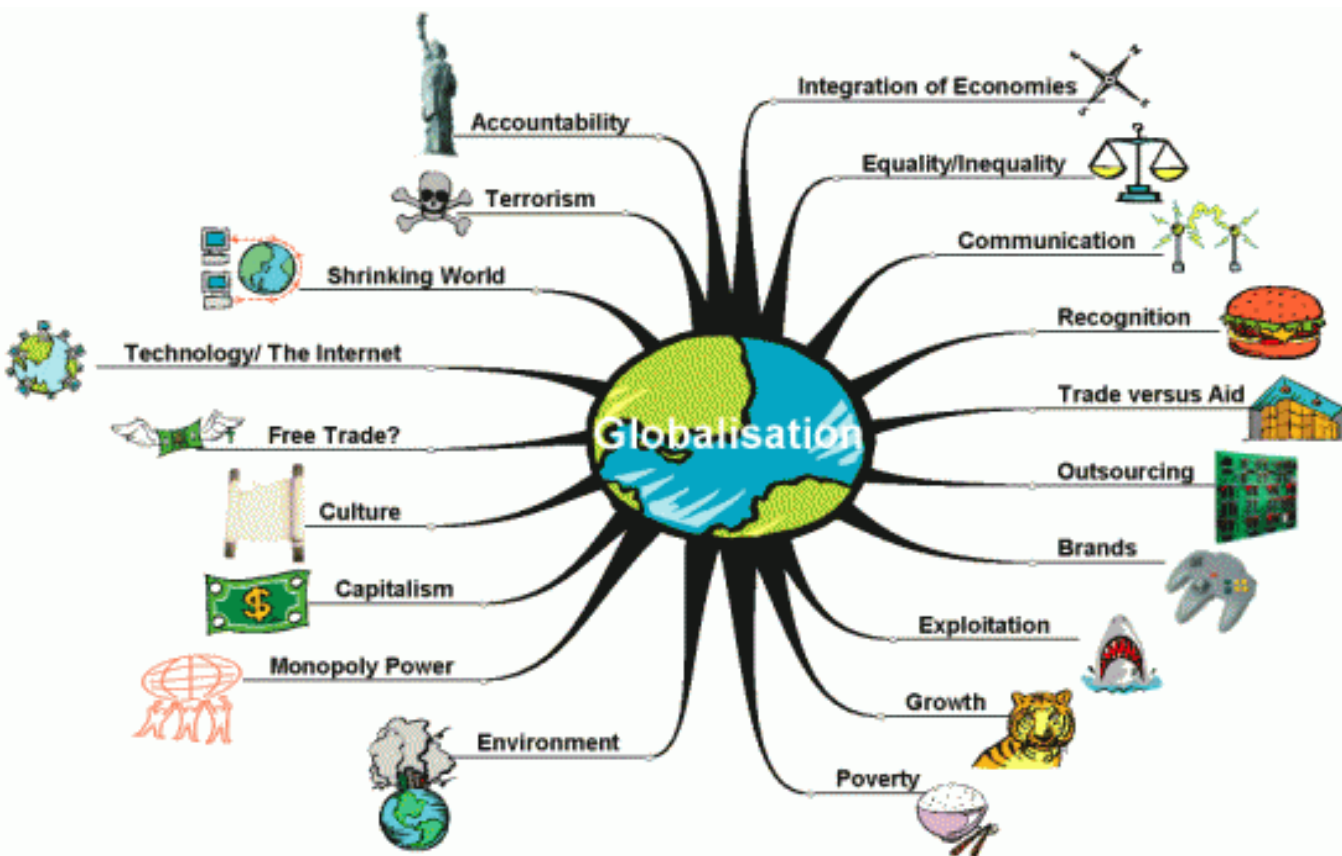 Globalisation
Integration of Economies
Equality/Inequality
Communication
Recognition
Trade versus Aid
Outsourcing
Brands
Exploitation
Growth
Poverty
Environment
Monopoly Power
Capitalism
Culture
Free Trade?
Technology/ The Internet
Shrinking World
Terrorism
Accountability